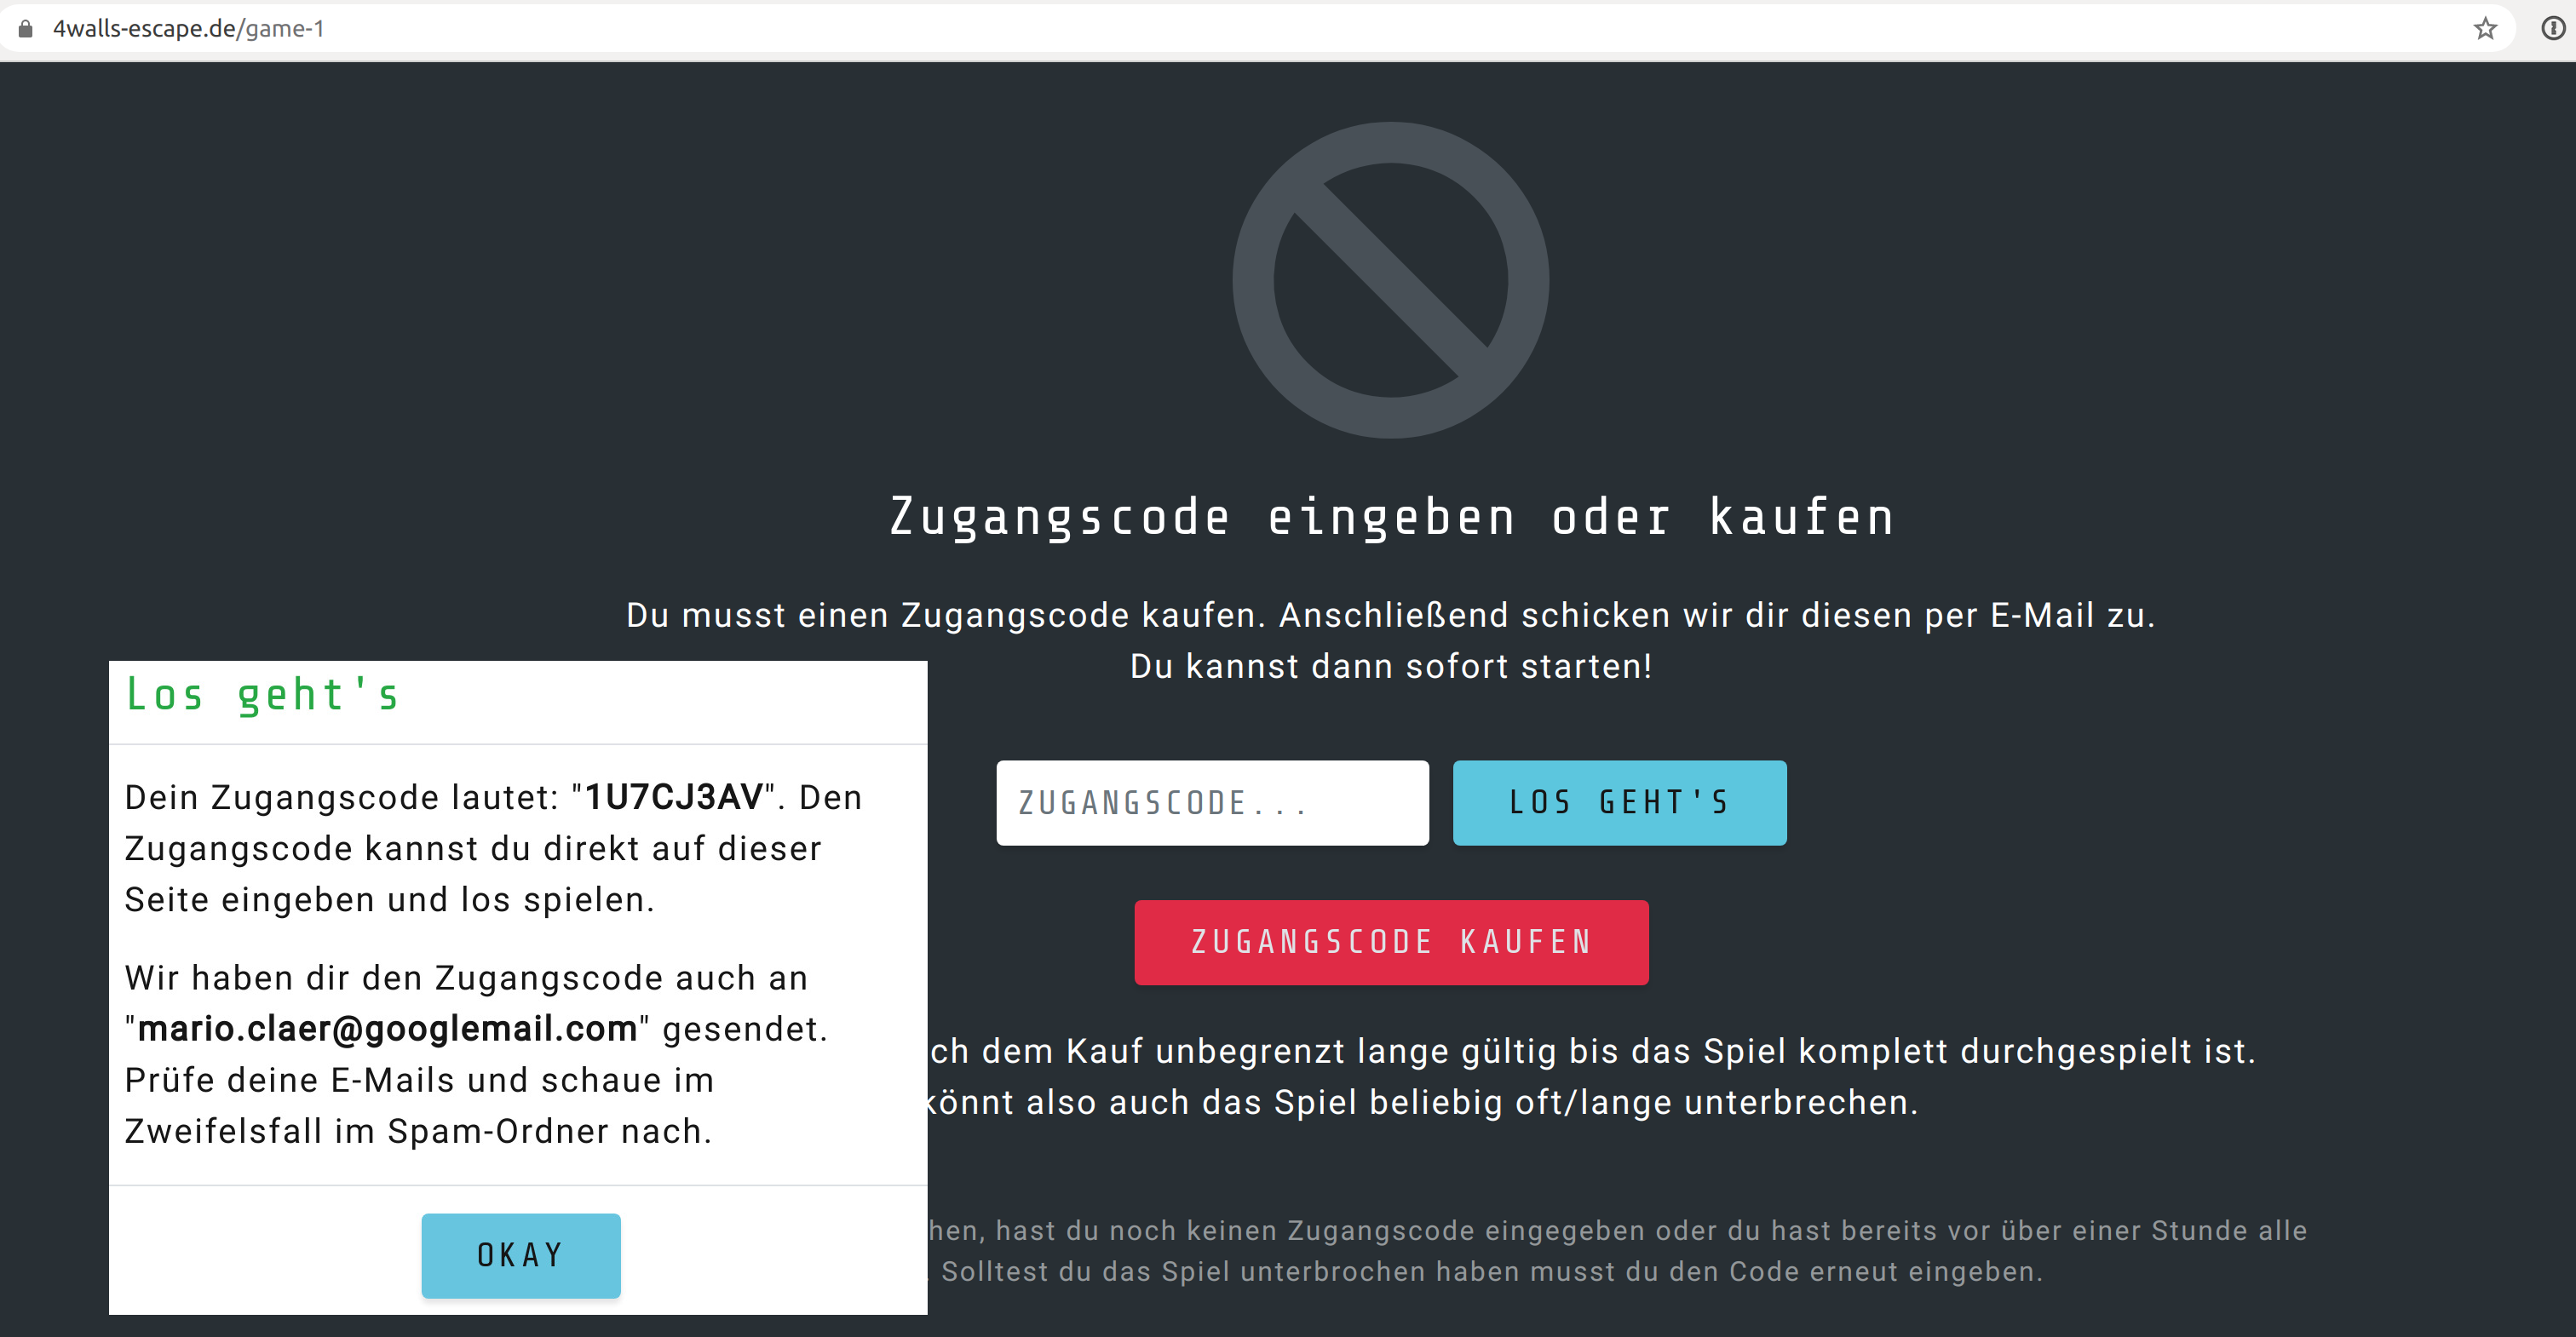 4walls-escape.de/game-1
Zugangscode eingeben oder kaufen
Du musst einen Zugangscode kaufen. Anschließend schicken wir dir diesen per E-Mail zu.
Du kannst dann sofort starten!
Los geht's
Dein Zugangscode lautet: "1U7CJ3AV". Den
Zugangscode kannst du direkt auf dieser
Seite eingeben und los spielen.
Wir haben dir den Zugangscode auch an
"mario.claer@googlemail.com" gesendet.
Prüfe deine E-Mails und schaue im
Zweifelsfall im Spam-Ordner nach.
OKAY
ZUGANGSCODE...
LOS GEHT'S
ZUGANGSCODE KAUFEN
dem Kauf unbegrenzt lange gültig bis das Spiel komplett durchgespielt ist.
könnt also auch das Spiel beliebig oft/lange unterbrechen.
hast du noch keinen Zugangscode eingegeben oder du hast bereits vor über einer Stunde alle
Solltest du das Spiel unterbrochen haben musst du den Code erneut eingeben.